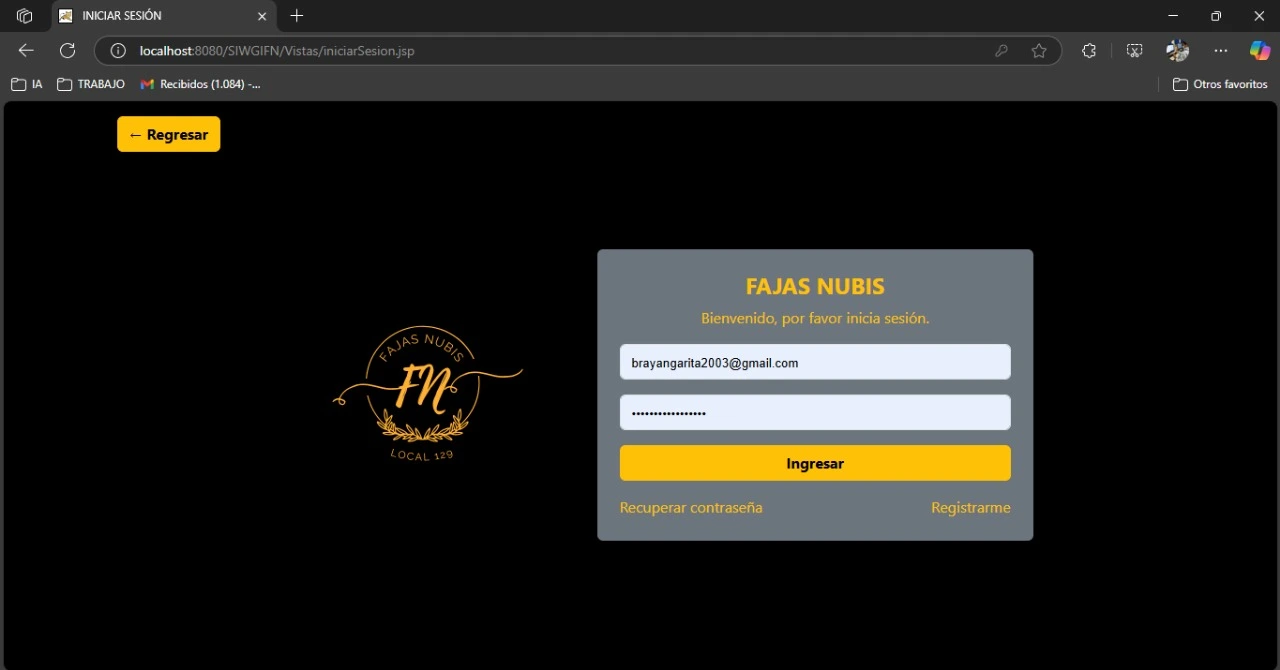 INICIAR SESIÓN
localhost:8080/SIWGIFN/Vistas/iniciarSesion.jsp
IA
TRABAJO
Recibidos (1.084) -...
Otros favoritos
← Regresar
FAJAS NUBIS
FN
LOCAL 129
FAJAS NUBIS
Bienvenido, por favor inicia sesión.
brayangarita2003@gmail.com
•••••••••••••••••
Ingresar
Recuperar contraseña
Registrarme